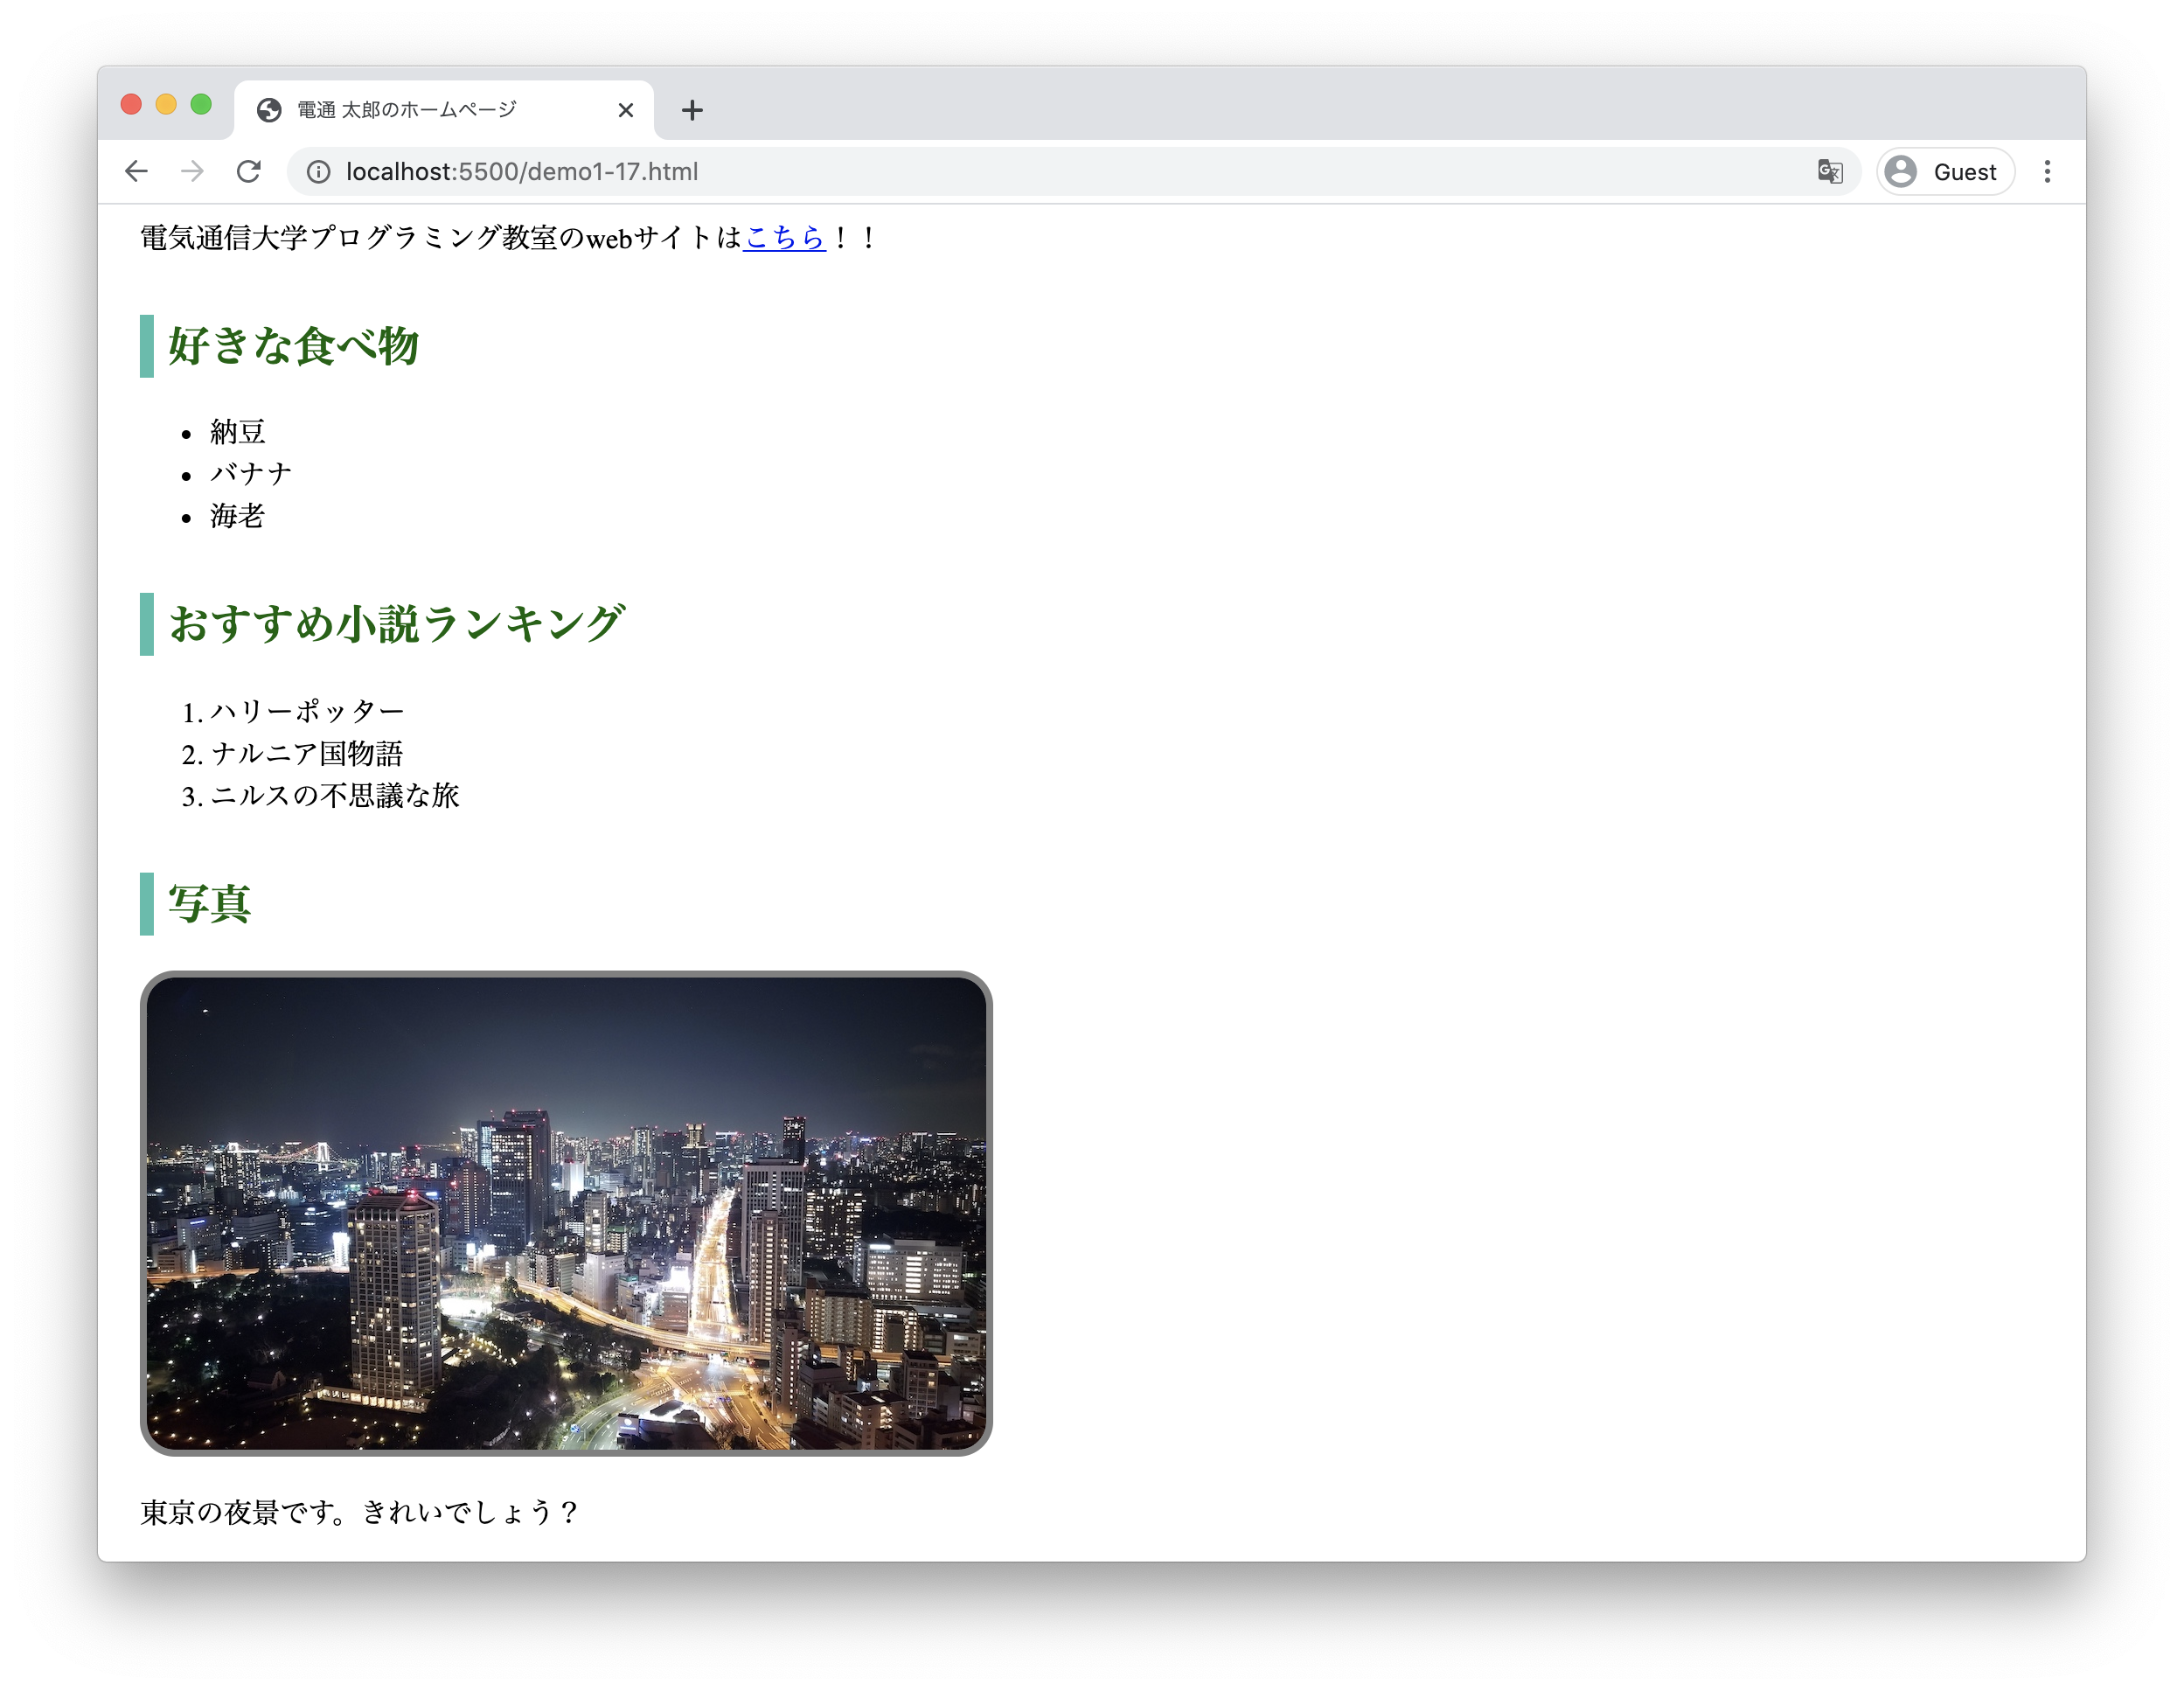 電通 太郎のホームページ
localhost:5500/demo1-17.html
Guest
電気通信大学プログラミング教室のwebサイトはこちら！！
好きな食べ物
• 納豆
• バナナ
• 海老
おすすめ小説ランキング
1. ハリーポッター
2. ナルニア国物語
3. ニルスの不思議な旅
写真
東京の夜景です。きれいでしょう？